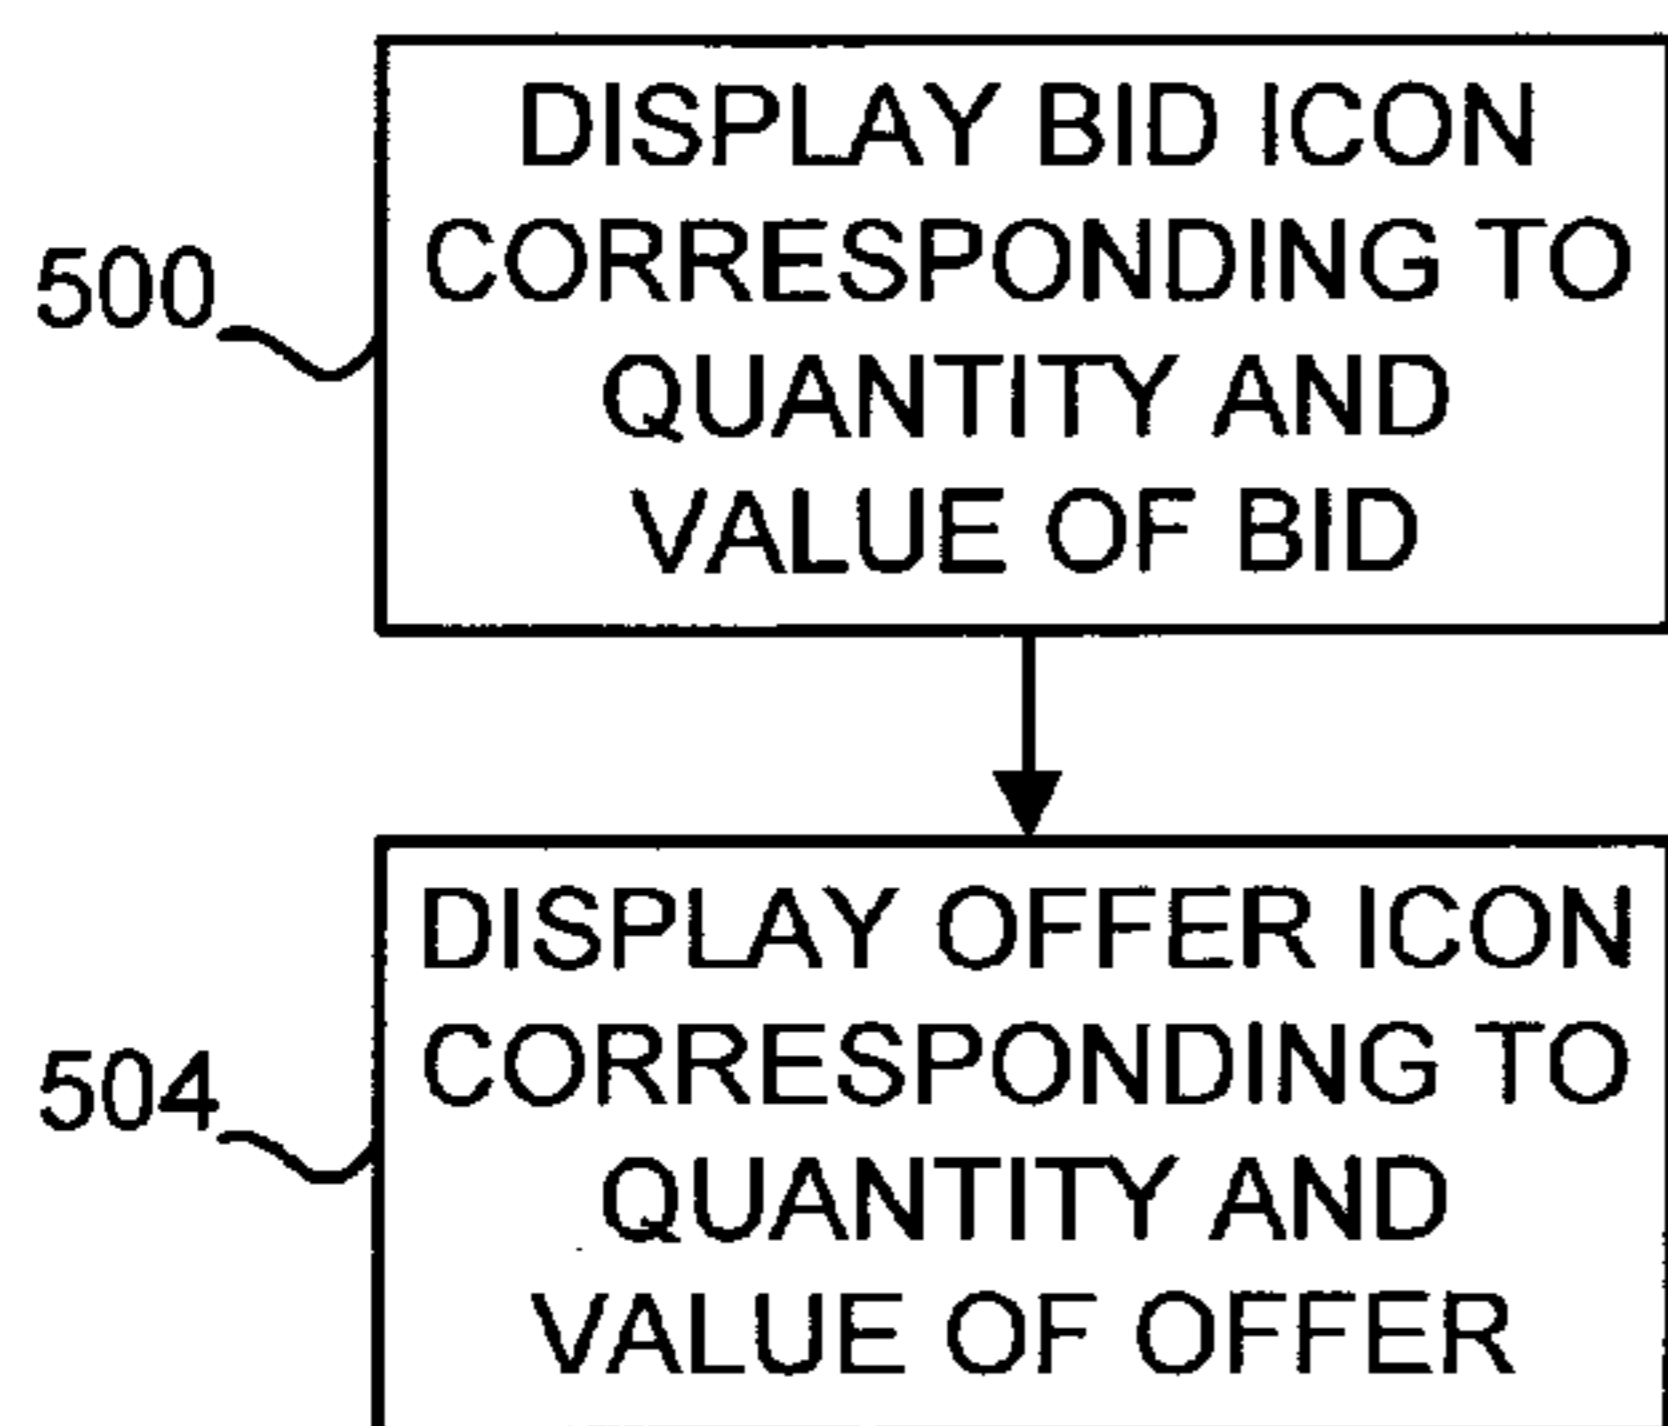 500
DISPLAY BID ICON
CORRESPONDING TO
QUANTITY AND
VALUE OF BID
504
DISPLAY OFFER ICON
CORRESPONDING TO
QUANTITY AND
VALUE OF OFFER